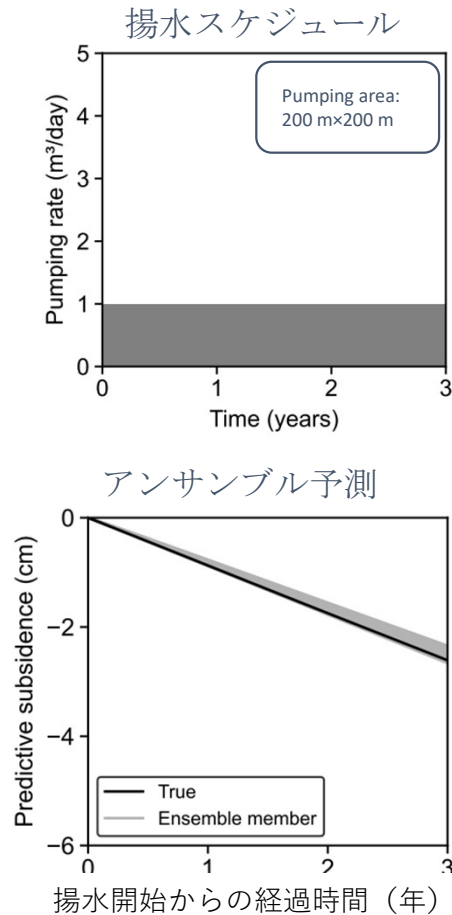 揚水スケジュール
5
4
3
2
1
0
Pumping rate (m³/day)
Pumping area:
200 m×200 m
0 1 2 3
Time (years)
アンサンブル予測
0
−2
−4
−6
Predictive subsidence (cm)
True
Ensemble member
0 1 2 3
揚水開始からの経過時間（年）